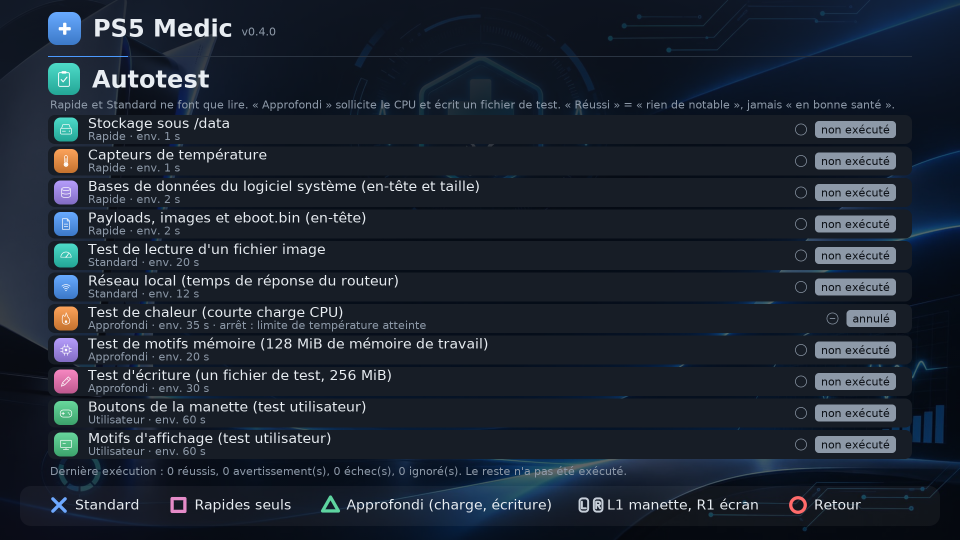 PS5 Medic v0.4.0
Autotest
Rapide et Standard ne font que lire. « Approfondi » sollicite le CPU et écrit un fichier de test. « Réussi » = « rien de notable », jamais « en bonne santé ».
Stockage sous /data
non exécuté
Rapide · env. 1 s
Capteurs de température
non exécuté
Rapide · env. 1 s
Bases de données du logiciel système (en-tête et taille)
non exécuté
Rapide · env. 2 s
Payloads, images et eboot.bin (en-tête)
non exécuté
Rapide · env. 2 s
Test de lecture d'un fichier image
non exécuté
Standard · env. 20 s
Réseau local (temps de réponse du routeur)
non exécuté
Standard · env. 12 s
Test de chaleur (courte charge CPU)
annulé
Approfondi · env. 35 s · arrêt : limite de température atteinte
Test de motifs mémoire (128 MiB de mémoire de travail)
non exécuté
Approfondi · env. 20 s
Test d'écriture (un fichier de test, 256 MiB)
non exécuté
Approfondi · env. 30 s
Boutons de la manette (test utilisateur)
non exécuté
Utilisateur · env. 60 s
Motifs d'affichage (test utilisateur)
non exécuté
Utilisateur · env. 60 s
Dernière exécution : 0 réussis, 0 avertissement(s), 0 échec(s), 0 ignoré(s). Le reste n'a pas été exécuté.
Standard Rapides seuls Approfondi (charge, écriture) L R L1 manette, R1 écran Retour